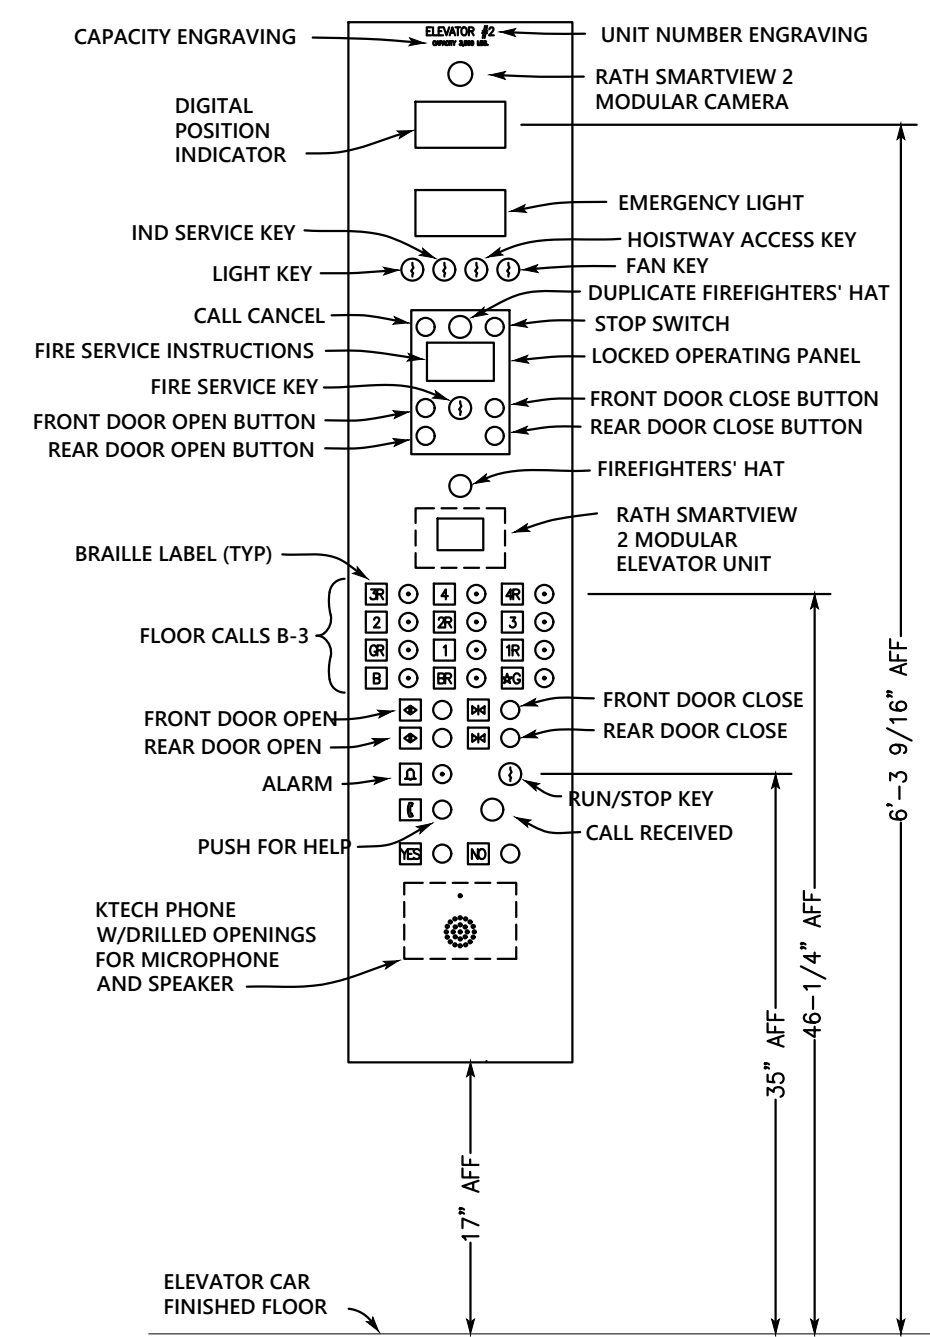 ELEVATOR #2
CAPACITY ENGRAVING
UNIT NUMBER ENGRAVING
RATH SMARTVIEW 2
MODULAR CAMERA
DIGITAL
POSITION
INDICATOR
EMERGENCY LIGHT
IND SERVICE KEY
HOISTWAY ACCESS KEY
LIGHT KEY
FAN KEY
DUPLICATE FIREFIGHTERS' HAT
CALL CANCEL
STOP SWITCH
FIRE SERVICE INSTRUCTIONS
LOCKED OPERATING PANEL
FIRE SERVICE KEY
FRONT DOOR OPEN BUTTON
FRONT DOOR CLOSE BUTTON
REAR DOOR OPEN BUTTON
REAR DOOR CLOSE BUTTON
FIREFIGHTERS' HAT
RATH SMARTVIEW
2 MODULAR
ELEVATOR UNIT
BRAILLE LABEL (TYP)
3R 4 4R
2 2R 3
FLOOR CALLS B-3
GR 1 1R
B BR ☆G
FRONT DOOR OPEN
FRONT DOOR CLOSE
REAR DOOR OPEN
REAR DOOR CLOSE
ALARM
RUN/STOP KEY
CALL RECEIVED
PUSH FOR HELP
YES NO
KTECH PHONE
W/DRILLED OPENINGS
FOR MICROPHONE
AND SPEAKER
6'-3 9/16" AFF
46-1/4" AFF
35" AFF
17" AFF
ELEVATOR CAR
FINISHED FLOOR